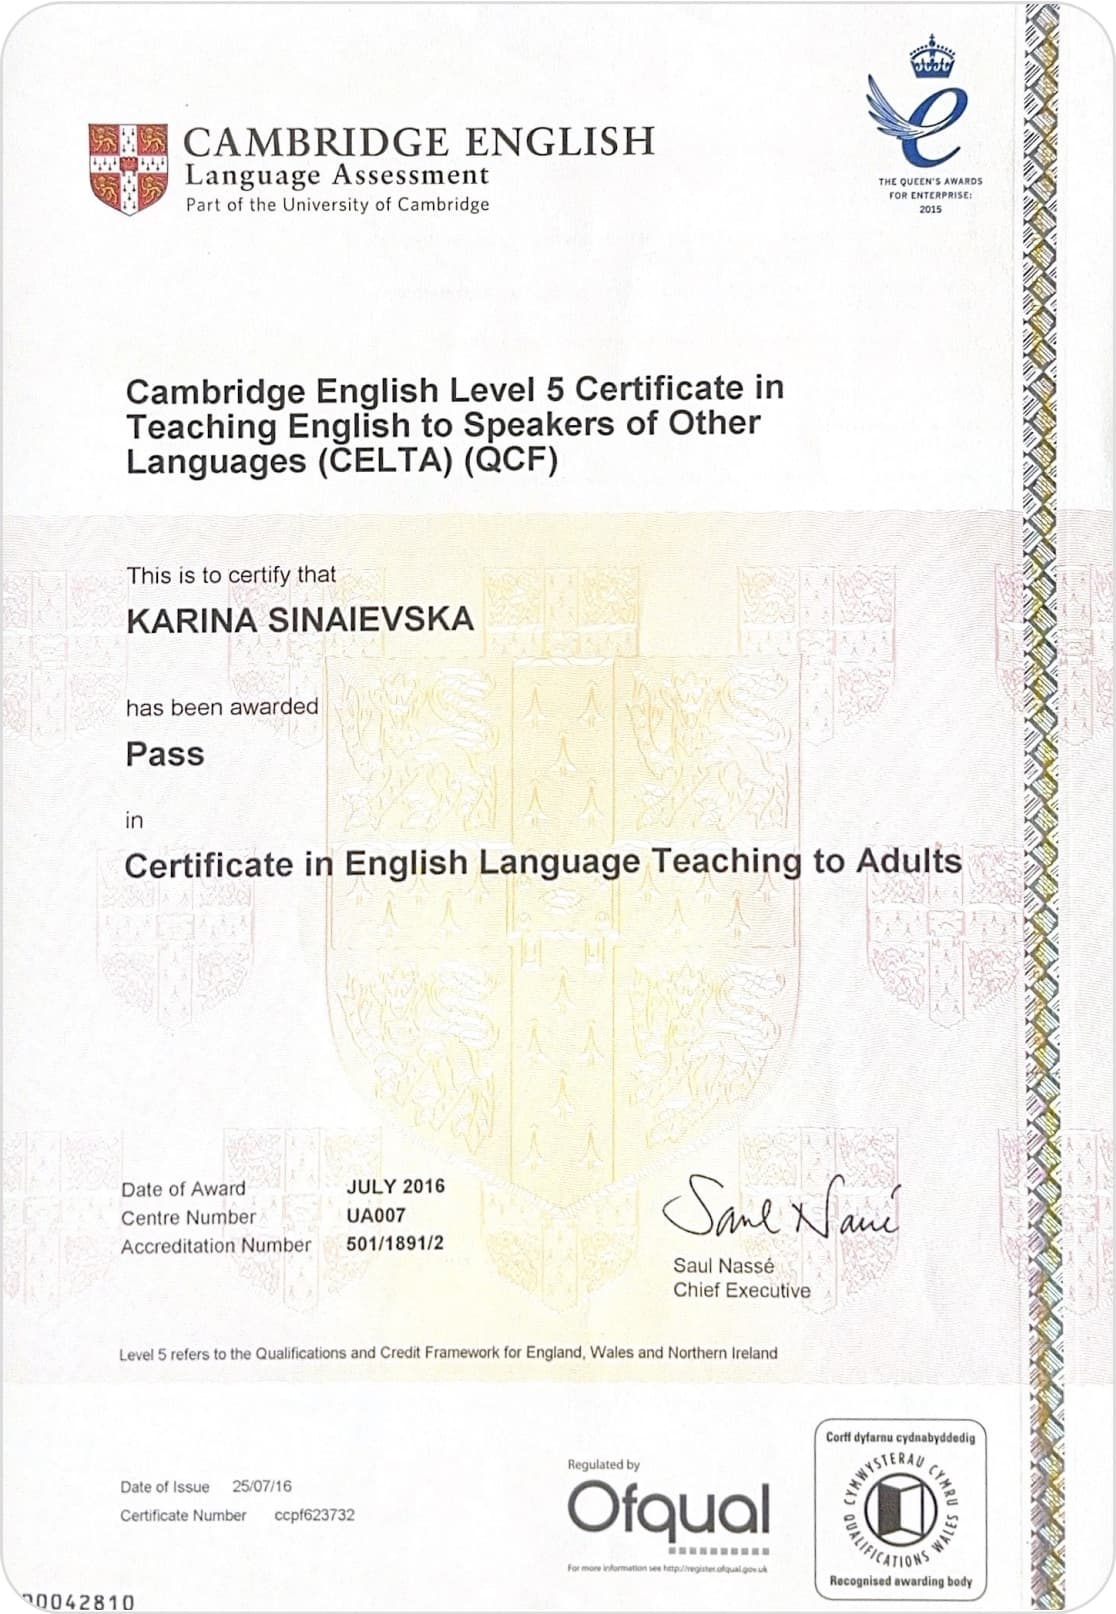 CAMBRIDGE ENGLISH
Language Assessment
Part of the University of Cambridge
THE QUEEN'S AWARDS
FOR ENTERPRISE:
2015
Cambridge English Level 5 Certificate in
Teaching English to Speakers of Other
Languages (CELTA) (QCF)
This is to certify that
KARINA SINAIEVSKA
has been awarded
Pass
in
Certificate in English Language Teaching to Adults
Date of Award JULY 2016
Centre Number UA007
Accreditation Number 501/1891/2
Saul Nassé
Saul Nassé
Chief Executive
Level 5 refers to the Qualifications and Credit Framework for England, Wales and Northern Ireland
Date of Issue 25/07/16
Certificate Number ccpf623732
Regulated by
Ofqual
For more information see http://register.ofqual.gov.uk
Corff dyfarnu cydnabyddedig
CYMWYSTERAU CYMRU
QUALIFICATIONS WALES
Recognised awarding body
0042810